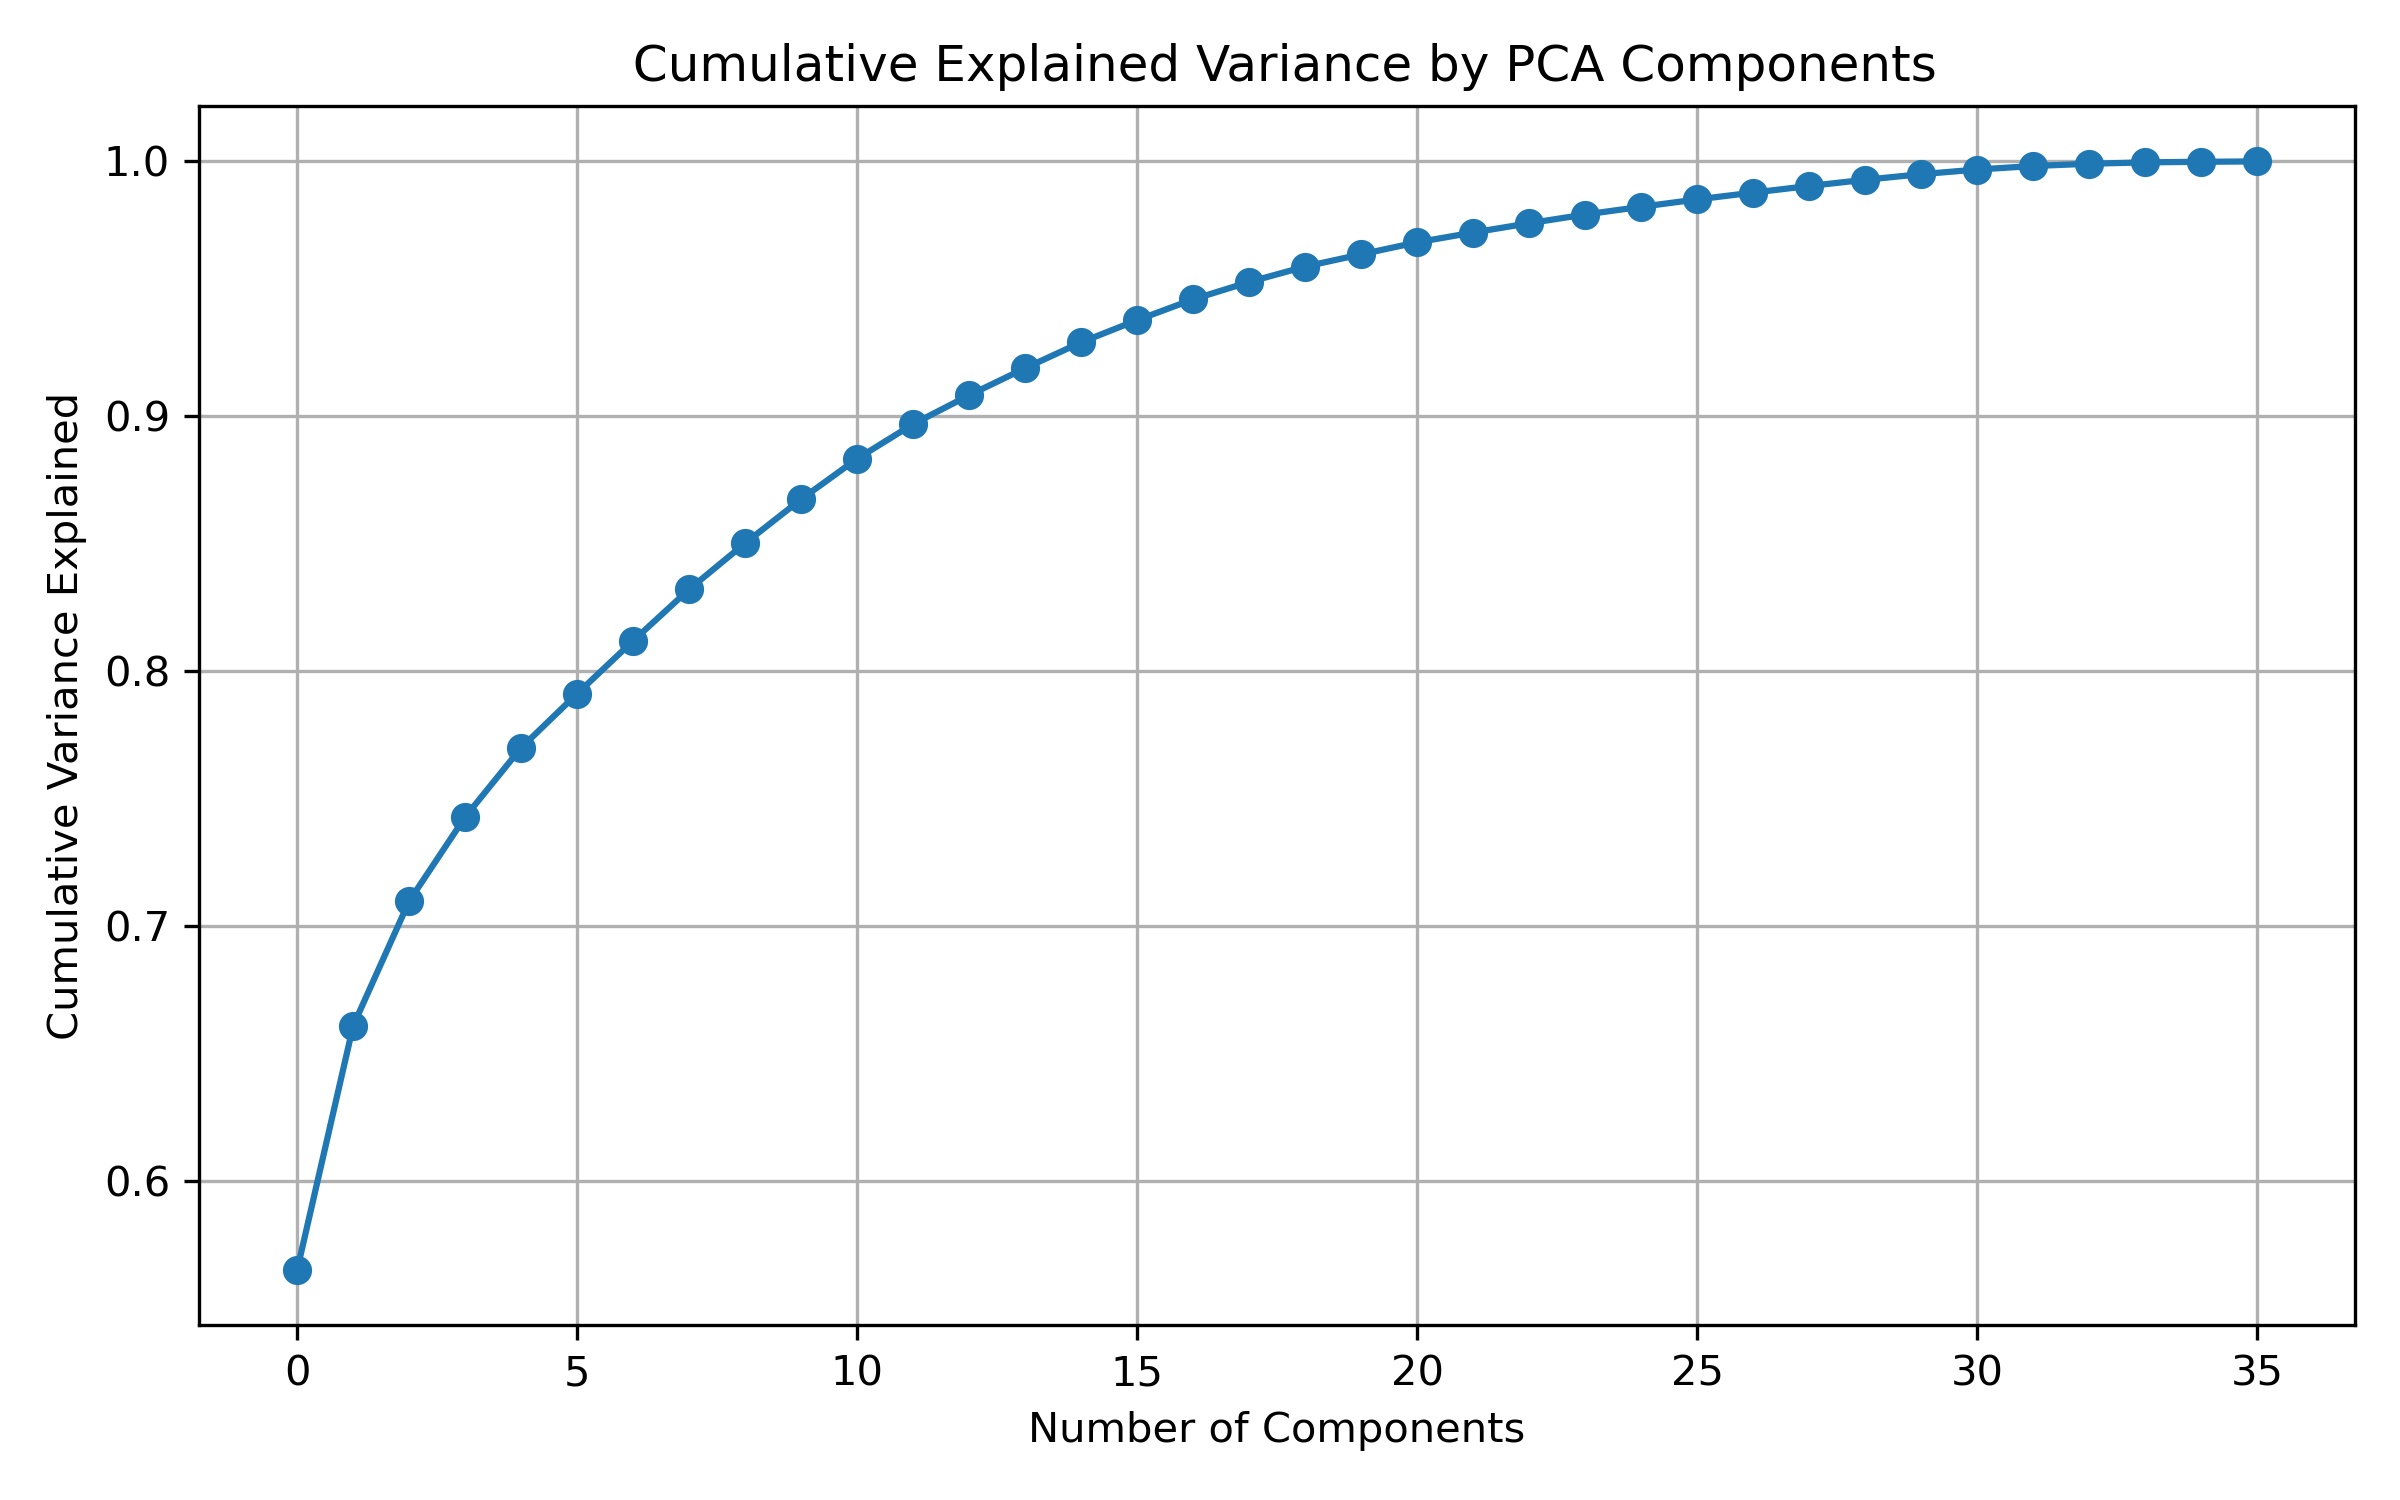 Cumulative Explained Variance by PCA Components
Cumulative Variance Explained
1.0
0.9
0.8
0.7
0.6
0 5 10 15 20 25 30 35
Number of Components